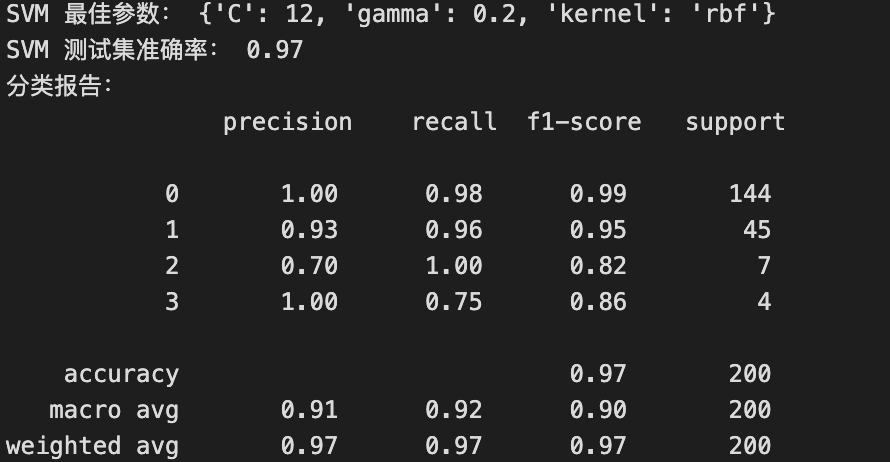 SVM 最佳参数： {'C': 12, 'gamma': 0.2, 'kernel': 'rbf'}
SVM 测试集准确率： 0.97
分类报告：
precision recall f1-score support
0 1.00 0.98 0.99 144
1 0.93 0.96 0.95 45
2 0.70 1.00 0.82 7
3 1.00 0.75 0.86 4
accuracy 0.97 200
macro avg 0.91 0.92 0.90 200
weighted avg 0.97 0.97 0.97 200